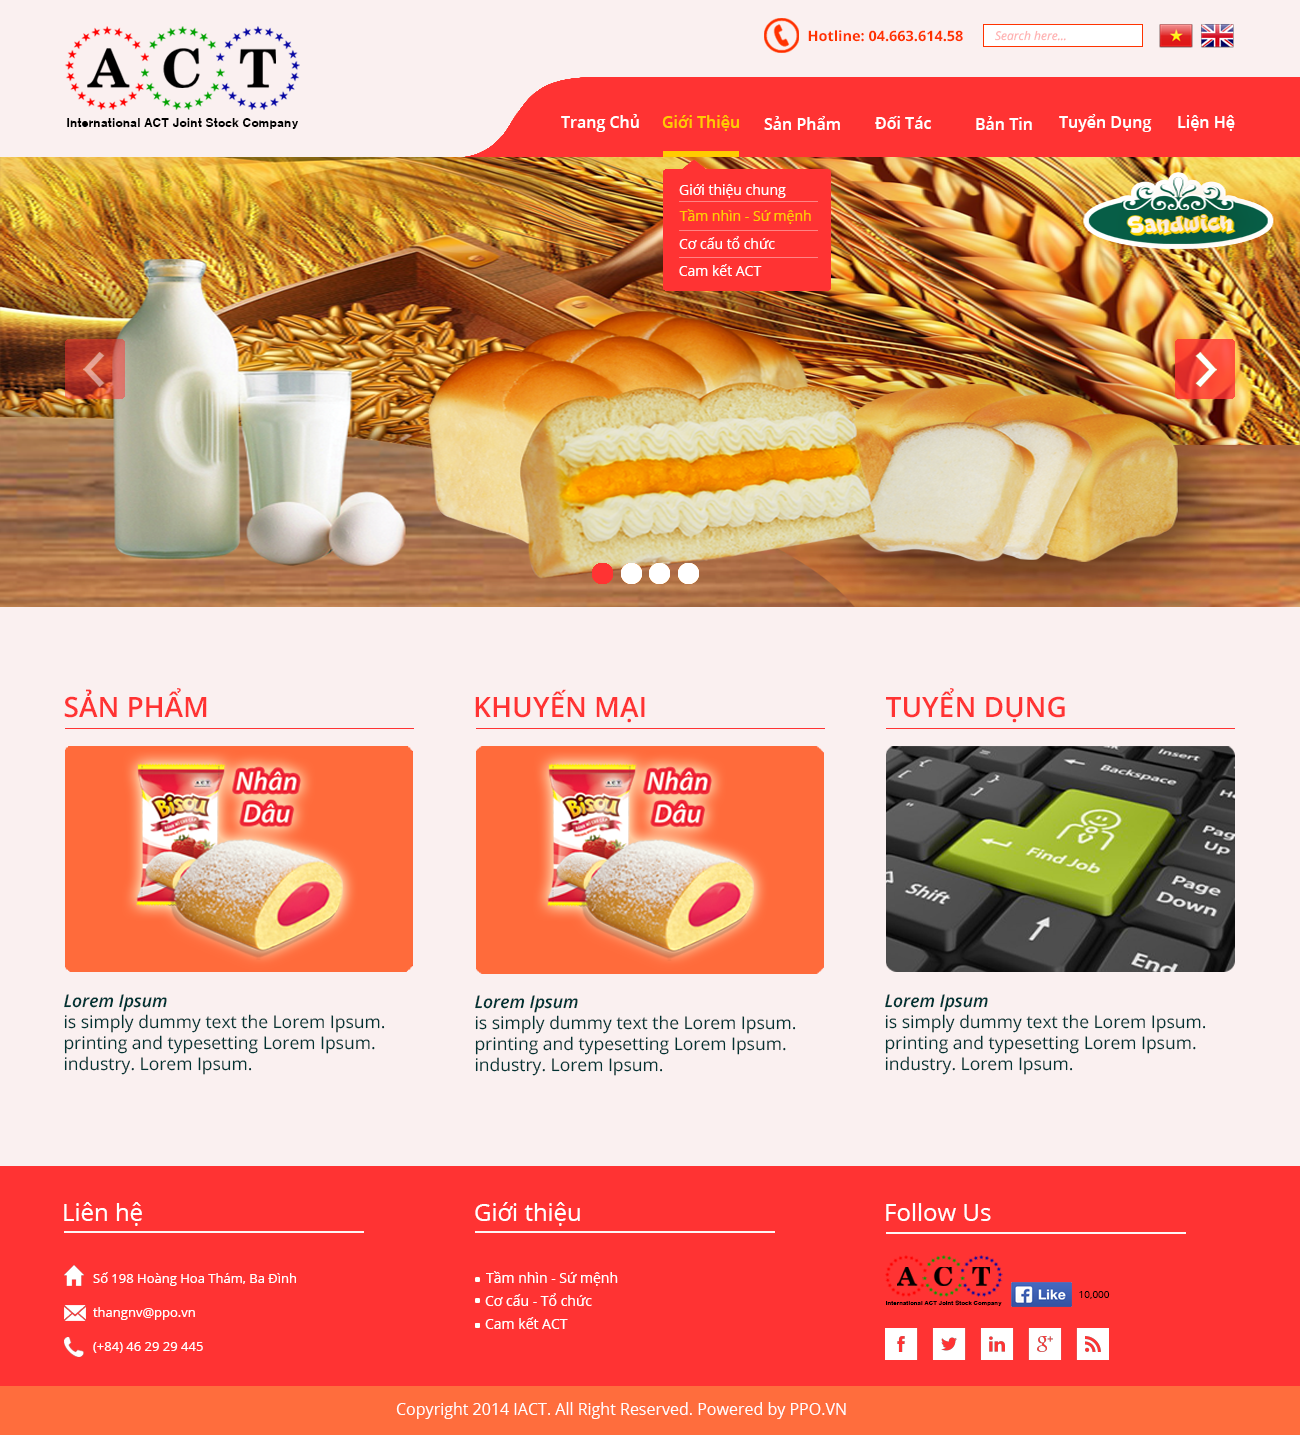 A C T
International ACT Joint Stock Company
Hotline: 04.663.614.58
Search here...
Trang Chủ
Giới Thiệu
Sản Phẩm
Đối Tác
Bản Tin
Tuyển Dụng
Liện Hệ
Giới thiệu chung
Tầm nhìn - Sứ mệnh
Cơ cấu tổ chức
Cam kết ACT
Sandwich
SẢN PHẨM
ACT
Bisou
Nhân
Dâu
Lorem Ipsum
is simply dummy text the Lorem Ipsum.
printing and typesetting Lorem Ipsum.
industry. Lorem Ipsum.
KHUYẾN MẠI
ACT
Bisou
Nhân
Dâu
Lorem Ipsum
is simply dummy text the Lorem Ipsum.
printing and typesetting Lorem Ipsum.
industry. Lorem Ipsum.
TUYỂN DỤNG
Insert
Backspace
{
[
}
]
Find Job
Page
Up
Shift
Page
Down
End
Lorem Ipsum
is simply dummy text the Lorem Ipsum.
printing and typesetting Lorem Ipsum.
industry. Lorem Ipsum.
Liên hệ
Số 198 Hoàng Hoa Thám, Ba Đình
thangnv@ppo.vn
(+84) 46 29 29 445
Giới thiệu
Tầm nhìn - Sứ mệnh
Cơ cấu - Tổ chức
Cam kết ACT
Follow Us
A C T
International ACT Joint Stock Company
f Like
10,000
f
in
g+
Copyright 2014 IACT. All Right Reserved. Powered by PPO.VN